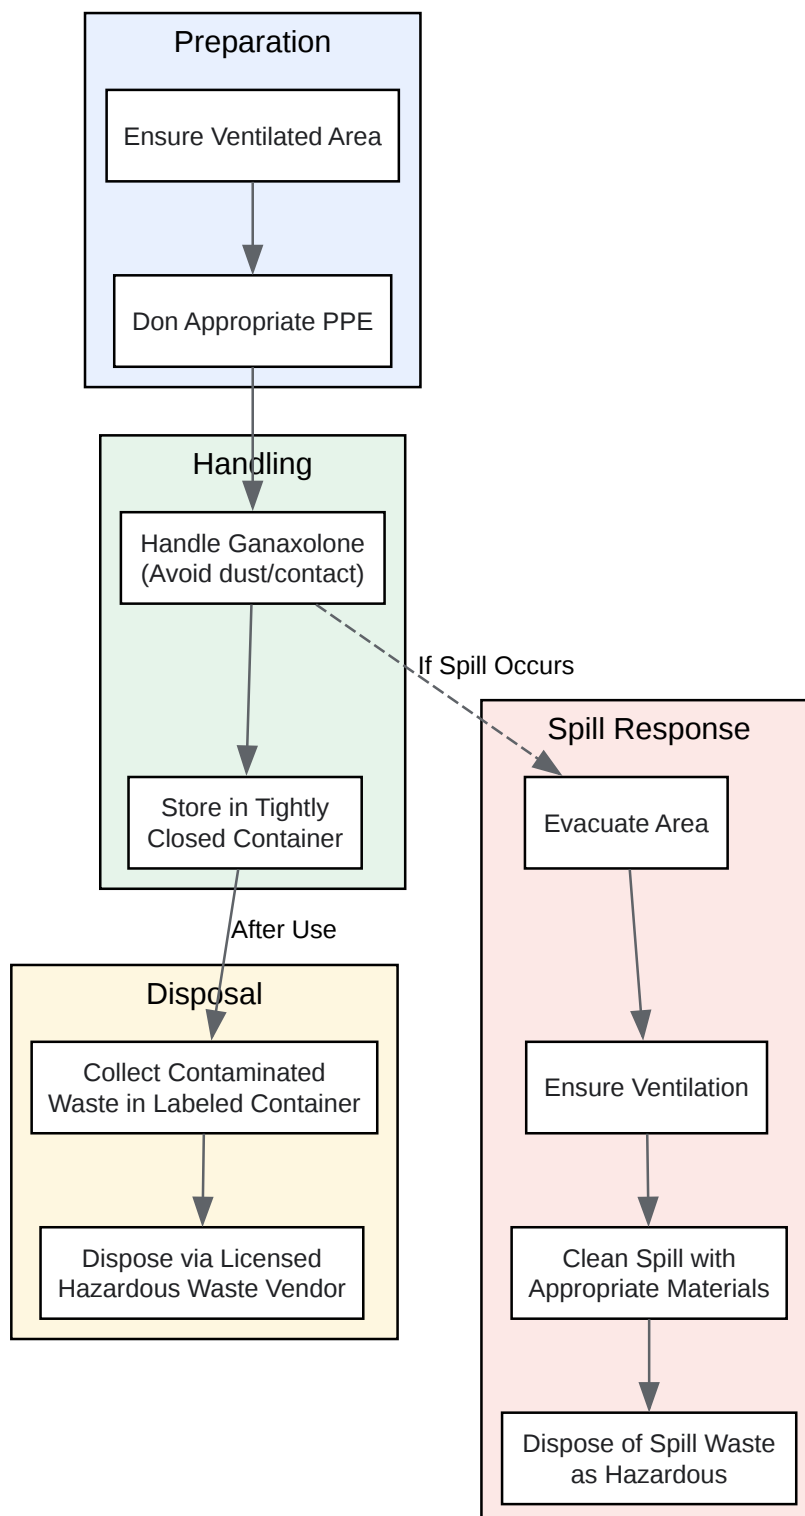 Preparation
Ensure Ventilated Area
Don Appropriate PPE
Handling
Handle Ganaxolone
(Avoid dust/contact)
If Spill Occurs
Store in Tightly
Closed Container
After Use
Disposal
Collect Contaminated
Waste in Labeled Container
Dispose via Licensed
Hazardous Waste Vendor
Spill Response
Evacuate Area
Ensure Ventilation
Clean Spill with
Appropriate Materials
Dispose of Spill Waste
as Hazardous